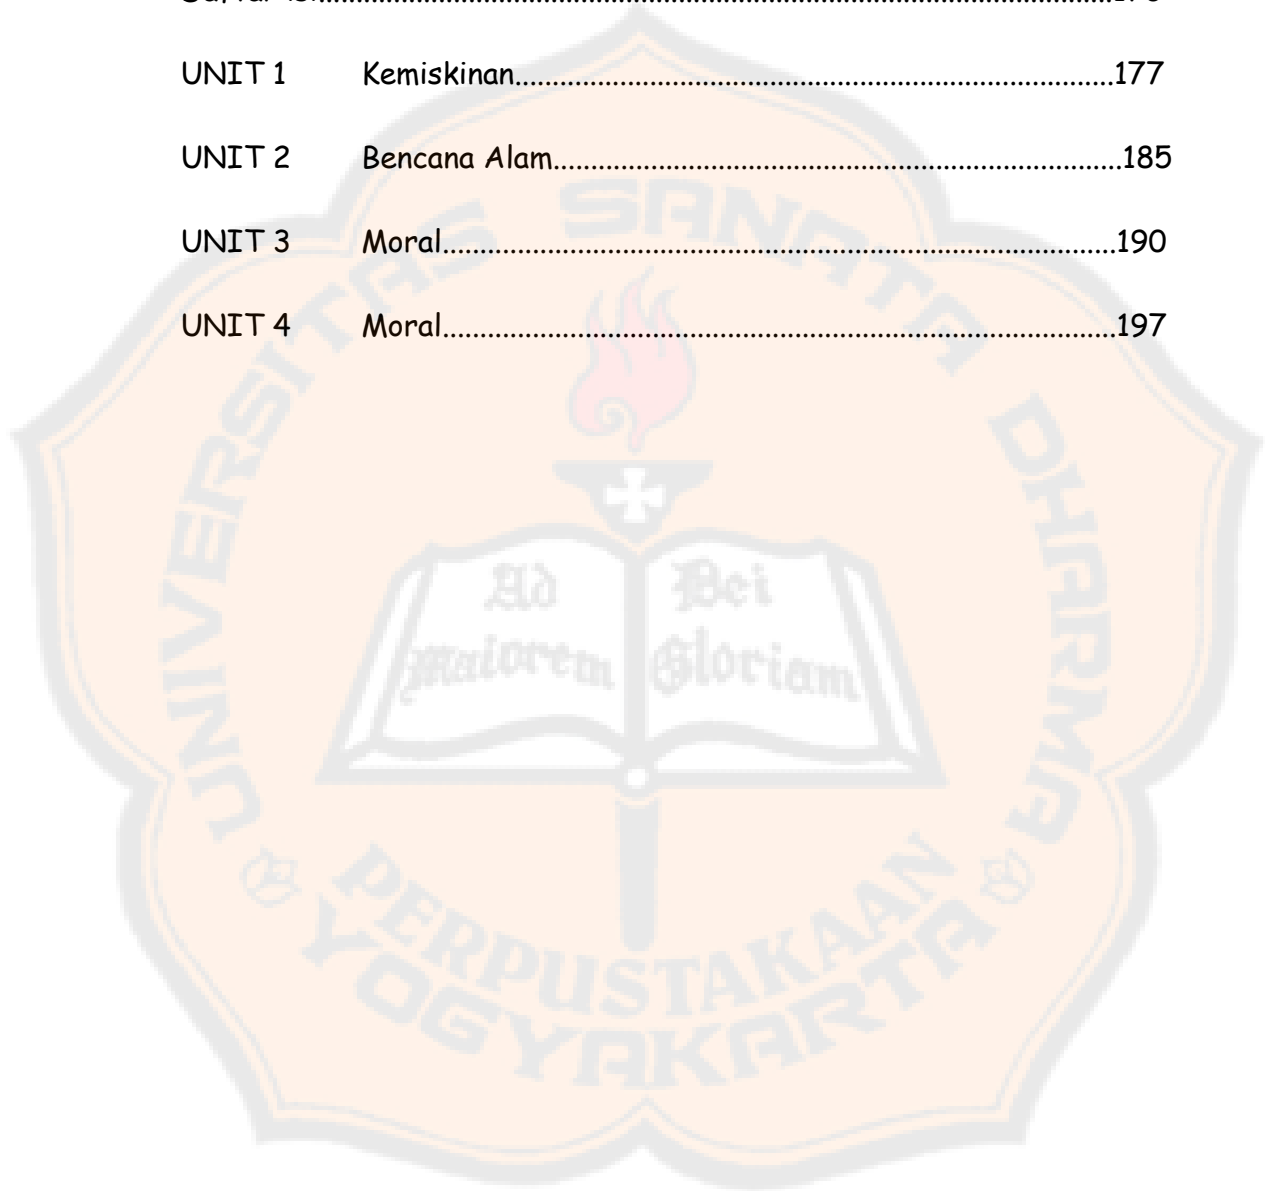 UNIT 1 Kemiskinan................................................................................177
UNIT 2 Bencana Alam............................................................................185
UNIT 3 Moral..........................................................................................190
UNIT 4 Moral..........................................................................................197
UNIVERSITAS SANATA DHARMA
Ad Dei
maiorem Gloriam
PERPUSTAKAAN
YOGYAKARTA